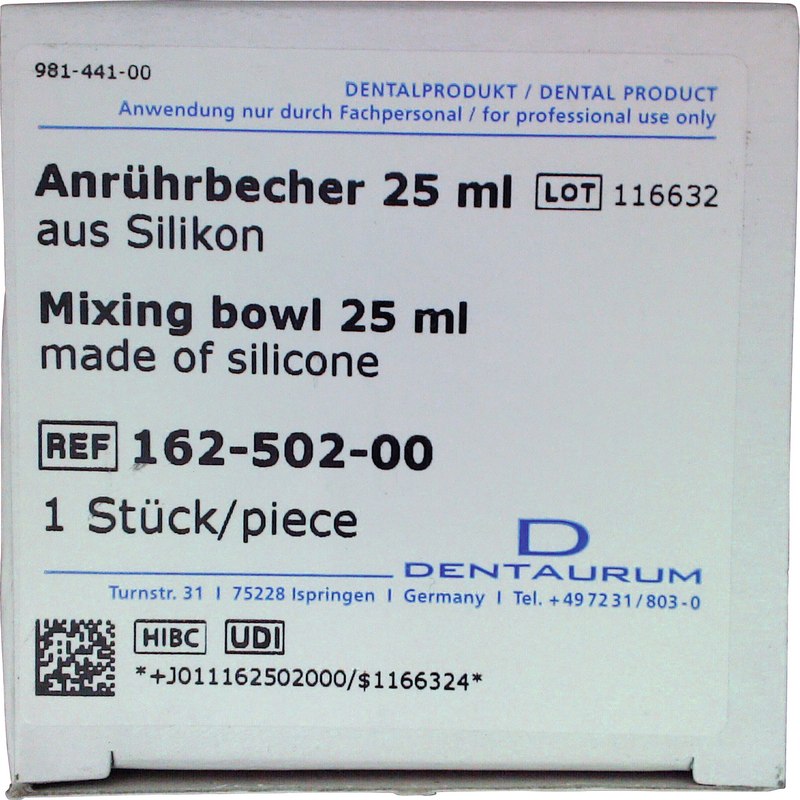 981-441-00
DENTALPRODUKT / DENTAL PRODUCT
Anwendung nur durch Fachpersonal / for professional use only
Anrührbecher 25 ml LOT 116632
aus Silikon
Mixing bowl 25 ml
made of silicone
REF 162-502-00
1 Stück/piece
D
DENTAURUM
Turnstr. 31 I 75228 Ispringen I Germany I Tel. +497231/803-0
HIBC UDI
*+J011162502000/$1166324*